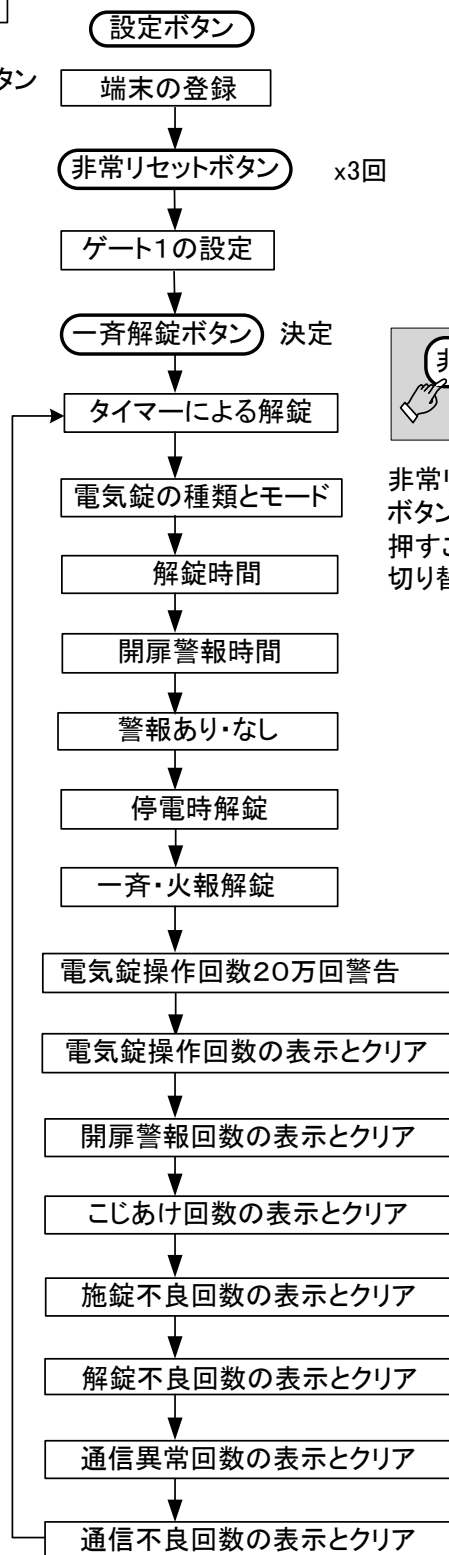 設定ボタン
タン
端末の登録
非常リセットボタン
x3回
ゲート1の設定
一斉解錠ボタン
決定
タイマーによる解錠
非常リ
ボタン
押すこ
切り替
電気錠の種類とモード
解錠時間
開扉警報時間
警報あり・なし
停電時解錠
一斉・火報解錠
電気錠操作回数20万回警告
電気錠操作回数の表示とクリア
開扉警報回数の表示とクリア
こじあけ回数の表示とクリア
施錠不良回数の表示とクリア
解錠不良回数の表示とクリア
通信異常回数の表示とクリア
通信不良回数の表示とクリア